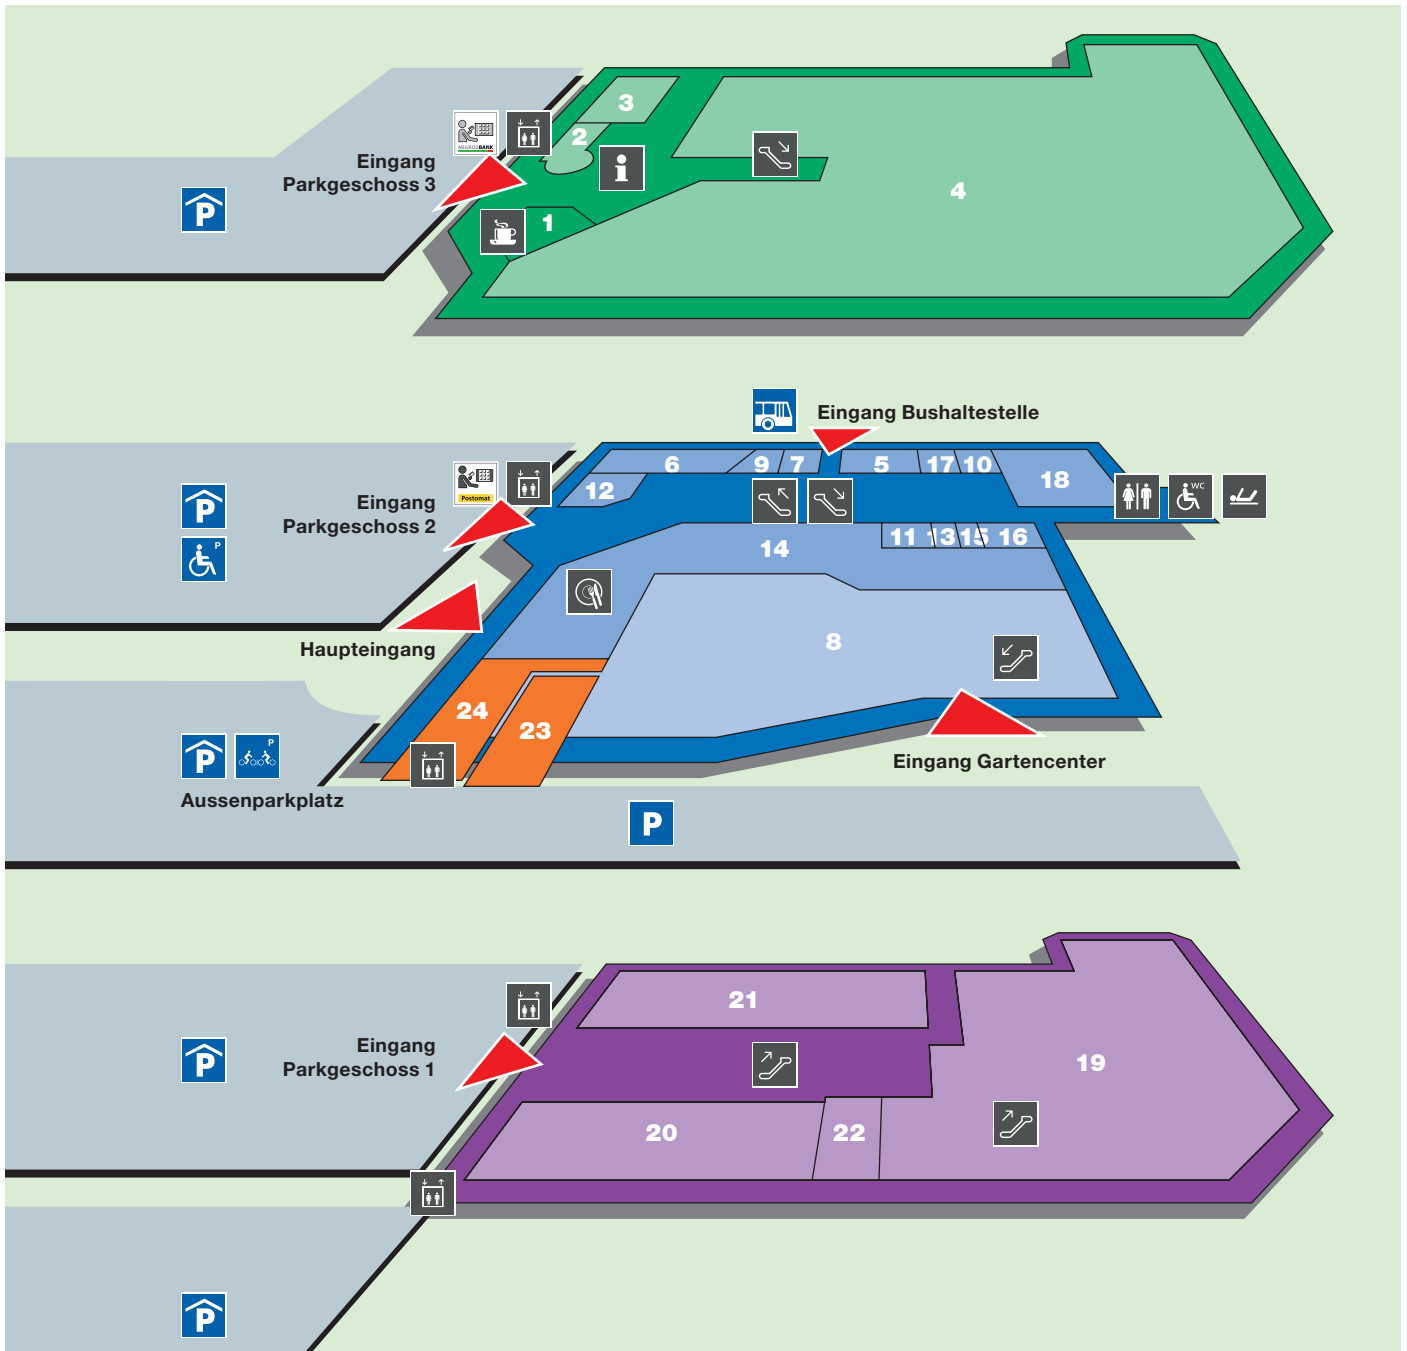 3
2
MIGROSBANK
Eingang
Parkgeschoss 3
P
i
4
1
Eingang Bushaltestelle
6
9
7
5
17
10
18
12
Postomat
WC
Eingang
Parkgeschoss 2
P
P
11
13
15
16
14
8
Haupteingang
24
23
P
P
Eingang Gartencenter
Aussenparkplatz
P
21
Eingang
Parkgeschoss 1
P
19
20
22
P